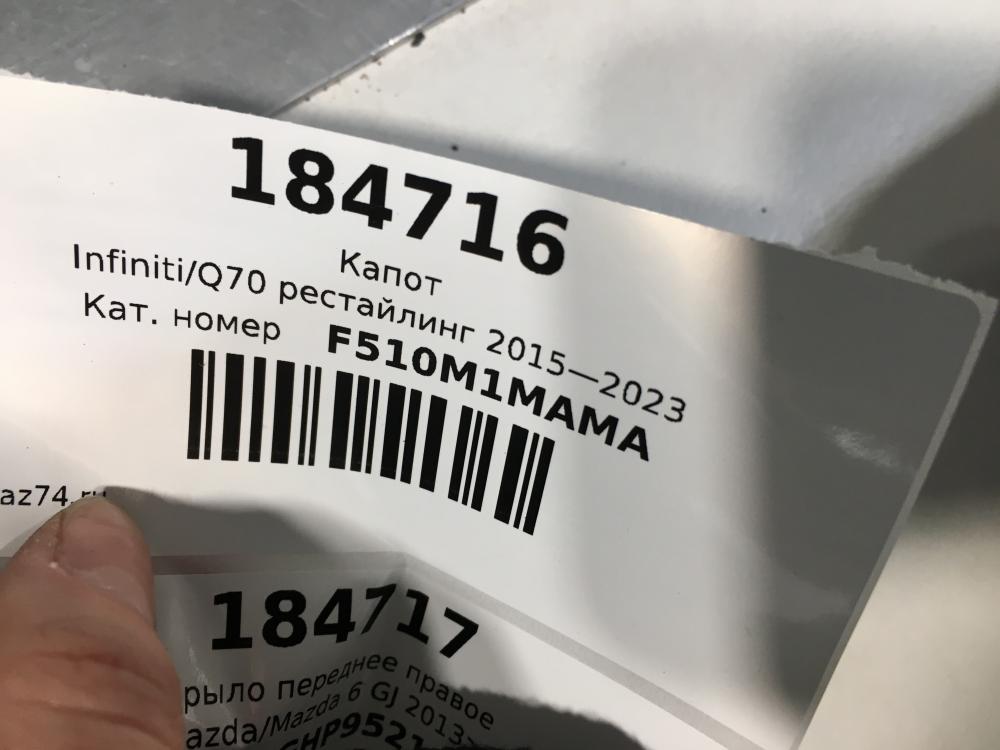 184716
Капот
Infiniti/Q70 рестайлинг 2015—2023
Кат. номер F510M1MAMA
az74.ru
184717
рыло переднее правое
azda/Mazda 6 GJ 2013—
GHP9521